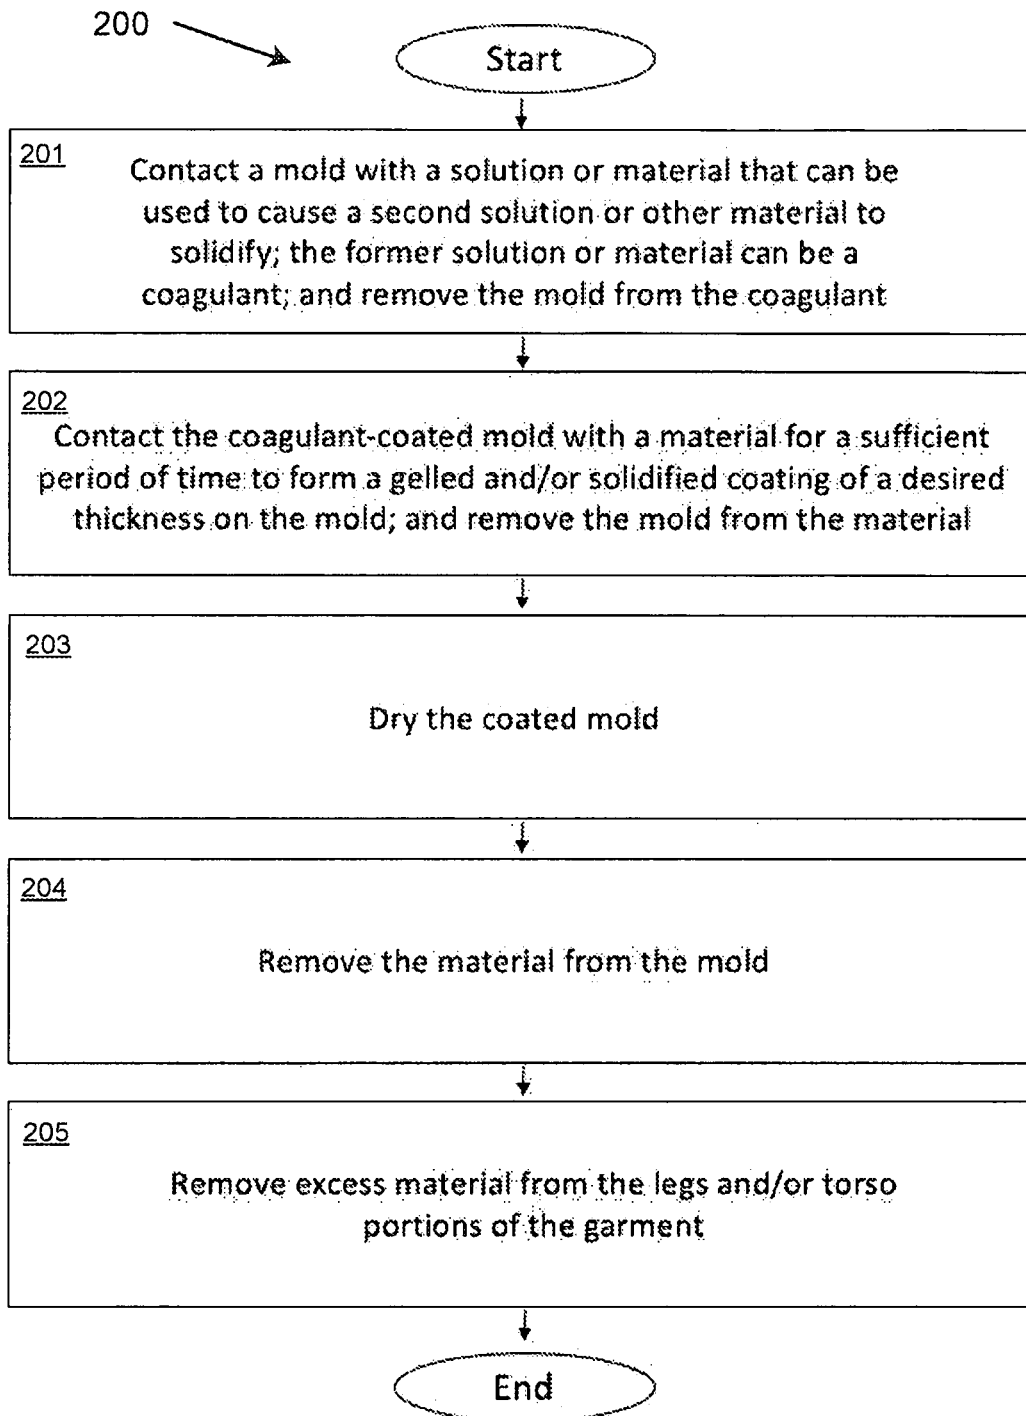 200
Start
201
Contact a mold with a solution or material that can be
used to cause a second solution or other material to
solidify; the former solution or material can be a
coagulant; and remove the mold from the coagulant
202
Contact the coagulant-coated mold with a material for a sufficient
period of time to form a gelled and/or solidified coating of a desired
thickness on the mold; and remove the mold from the material
203
Dry the coated mold
204
Remove the material from the mold
205
Remove excess material from the legs and/or torso
portions of the garment
End